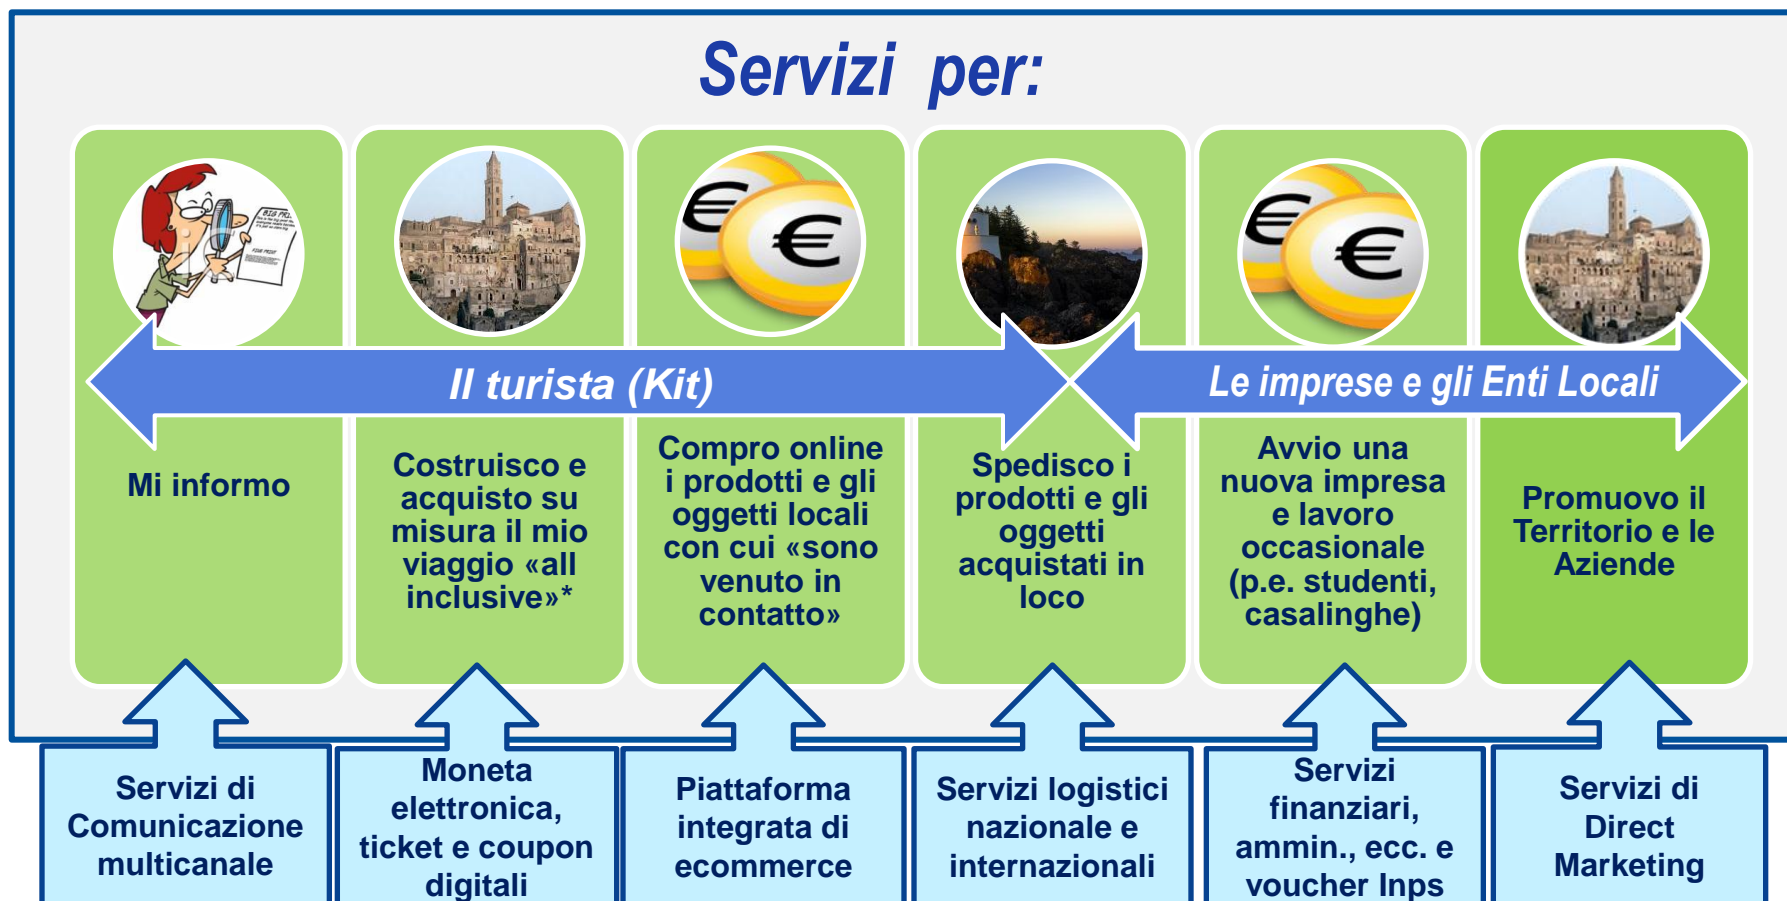 Servizi per:
BIG PRI
FINE PRINT
Il turista (Kit)
Le imprese e gli Enti Locali
Mi informo
Costruisco e
acquisto su
misura il mio
viaggio «all
inclusive»*
Compro online
i prodotti e gli
oggetti locali
con cui «sono
venuto in
contatto»
Spedisco i
prodotti e gli
oggetti
acquistati in
loco
Avvio una
nuova impresa
e lavoro
occasionale
(p.e. studenti,
casalinghe)
Promuovo il
Territorio e le
Aziende
Servizi di
Comunicazione
multicanale
Moneta
elettronica,
ticket e coupon
digitali
Piattaforma
integrata di
ecommerce
Servizi logistici
nazionale e
internazionali
Servizi
finanziari,
ammin., ecc. e
voucher Inps
Servizi di
Direct
Marketing